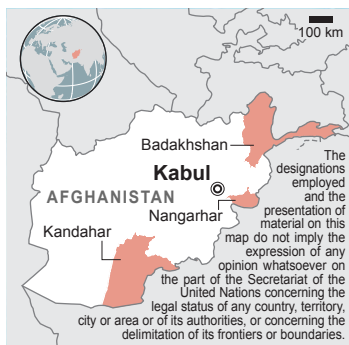 100 km
Badakhshan
Kabul
AFGHANISTAN
Nangarhar
Kandahar
The
designations
employed
and the
presentation of
material on this
map do not imply the
expression of any
opinion whatsoever on
the part of the Secretariat of the
United Nations concerning the
legal status of any country, territory,
city or area or of its authorities, or concerning the
delimitation of its frontiers or boundaries.